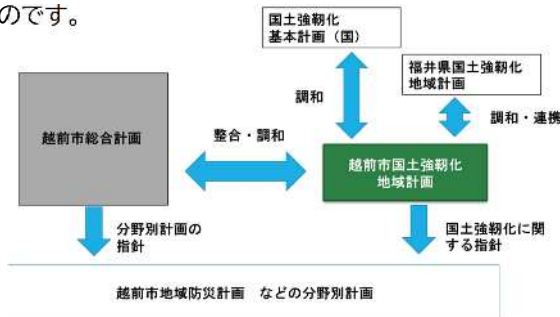 のです。
国土強靭化
基本計画（国）
福井県国土強靭化
地域計画
調和
調和・連携
越前市総合計画
整合・調和
越前市国土強靭化
地域計画
分野別計画の
指針
国土強靭化に関
する指針
越前市地域防災計画　などの分野別計画